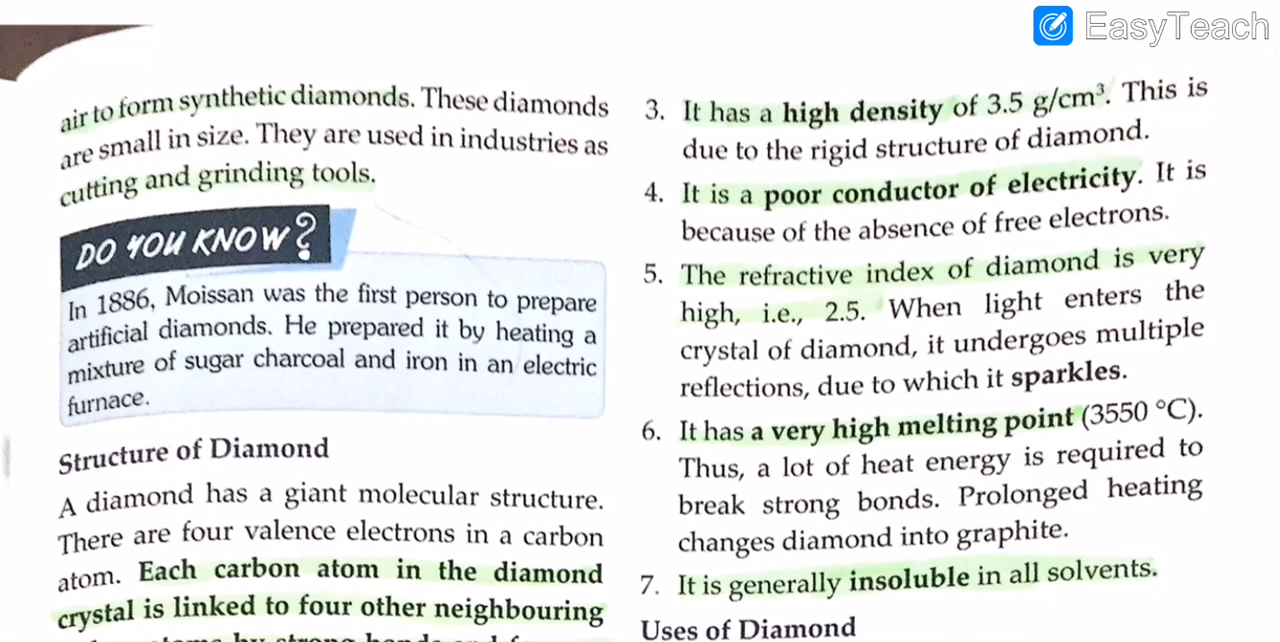 EasyTeach
air to form synthetic diamonds. These diamonds
are small in size. They are used in industries as
cutting and grinding tools.
DO YOU KNOW?
In 1886, Moissan was the first person to prepare
artificial diamonds. He prepared it by heating a
mixture of sugar charcoal and iron in an electric
furnace.
Structure of Diamond
A diamond has a giant molecular structure.
There are four valence electrons in a carbon
atom. Each carbon atom in the diamond
crystal is linked to four other neighbouring
3. It has a high density of 3.5 g/cm³. This is
due to the rigid structure of diamond.
4. It is a poor conductor of electricity. It is
because of the absence of free electrons.
5. The refractive index of diamond is very
high, i.e., 2.5. When light enters the
crystal of diamond, it undergoes multiple
reflections, due to which it sparkles.
6. It has a very high melting point (3550 °C).
Thus, a lot of heat energy is required to
break strong bonds. Prolonged heating
changes diamond into graphite.
7. It is generally insoluble in all solvents.
Uses of Diamond